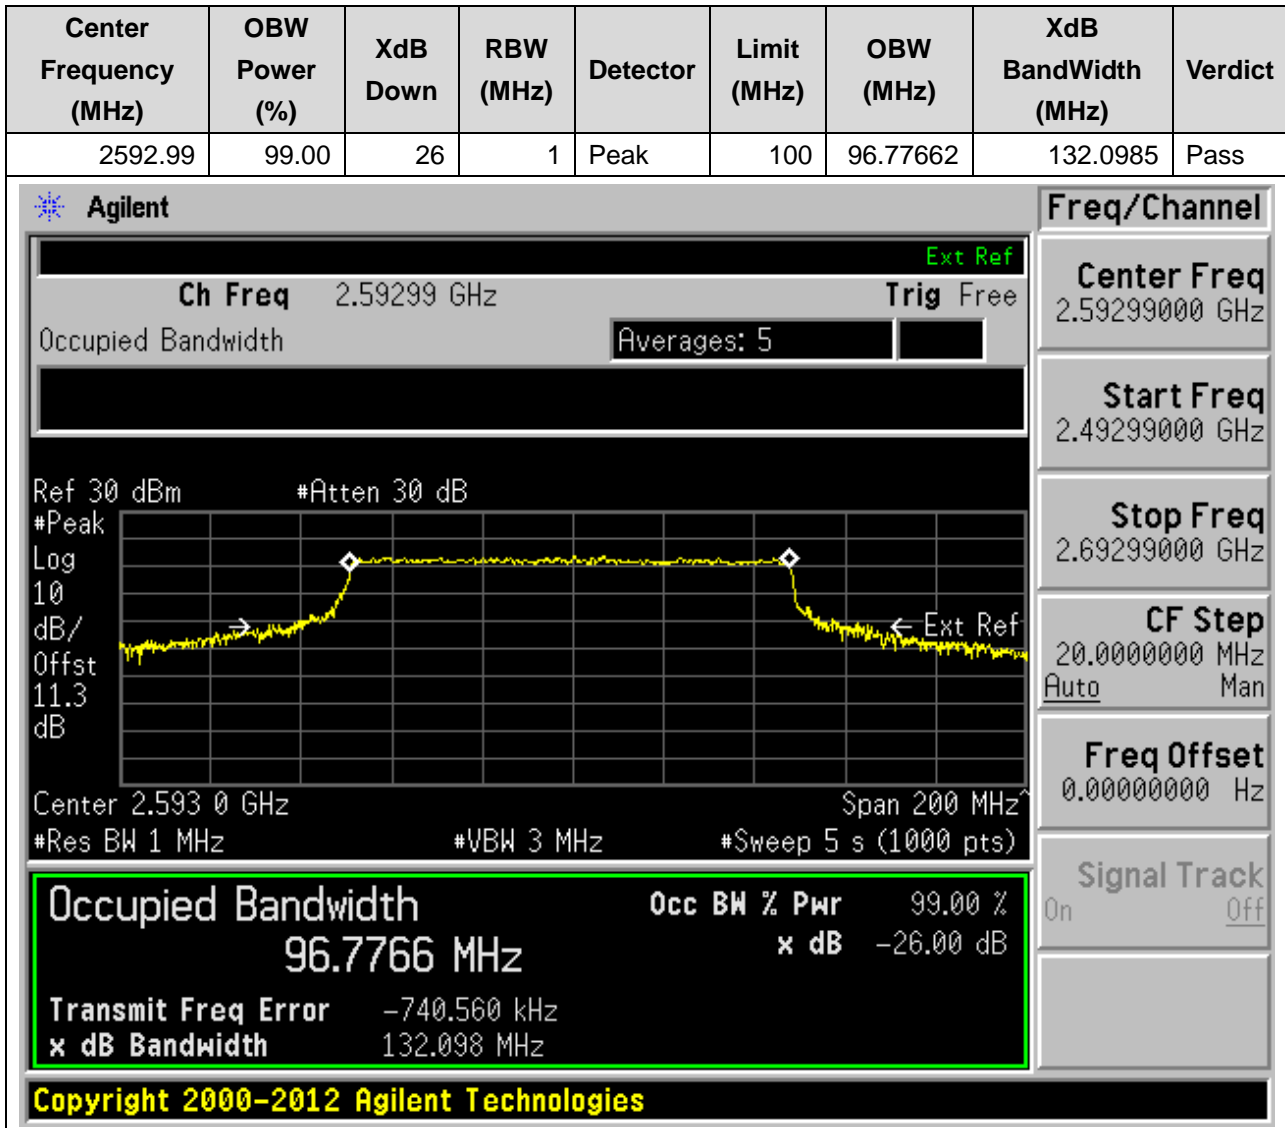 Center Frequency (MHz) OBW Power (%) XdB Down RBW (MHz) Detector Limit (MHz) OBW (MHz) XdB BandWidth (MHz) Verdict
2592.99 99.00 26 1 Peak 100 96.77662 132.0985 Pass
Agilent
Ext Ref
Ch Freq 2.59299 GHz Trig Free
Occupied Bandwidth Averages: 5
Ref 30 dBm #Atten 30 dB
#Peak
Log
10
dB/
Offst
11.3
dB
Ext Ref
Center 2.593 0 GHz Span 200 MHz^
#Res BW 1 MHz #VBW 3 MHz #Sweep 5 s (1000 pts)
Occupied Bandwidth Occ BW % Pwr 99.00 %
96.7766 MHz x dB -26.00 dB
Transmit Freq Error -740.560 kHz
x dB Bandwidth 132.098 MHz
Copyright 2000-2012 Agilent Technologies
Freq/Channel
Center Freq
2.59299000 GHz
Start Freq
2.49299000 GHz
Stop Freq
2.69299000 GHz
CF Step
20.0000000 MHz
Auto Man
Freq Offset
0.00000000 Hz
Signal Track
On Off